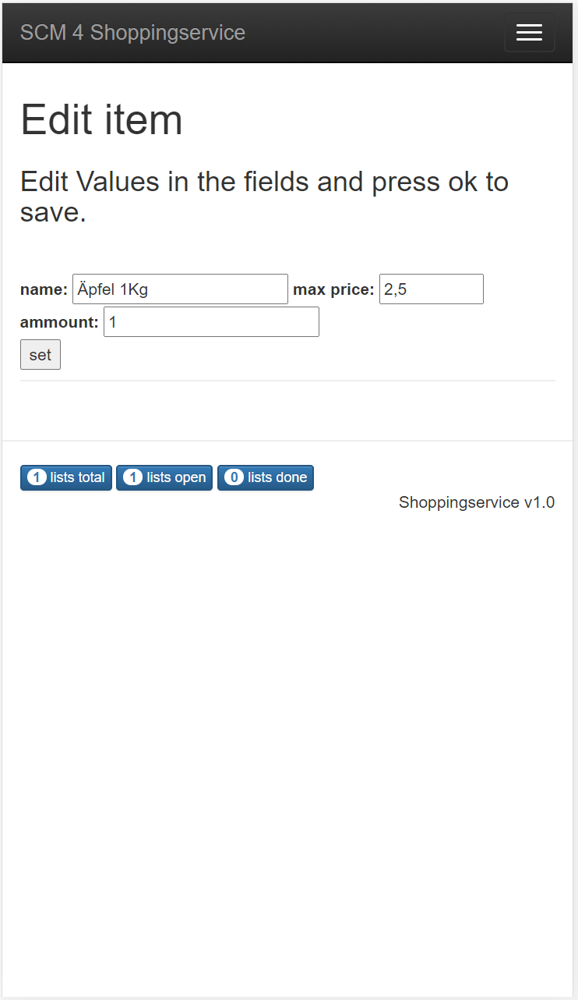 SCM 4 Shoppingservice
Edit item
Edit Values in the fields and press ok to
save.
name: Äpfel 1Kg max price: 2,5
ammount: 1
set
1 lists total 1 lists open 0 lists done
Shoppingservice v1.0